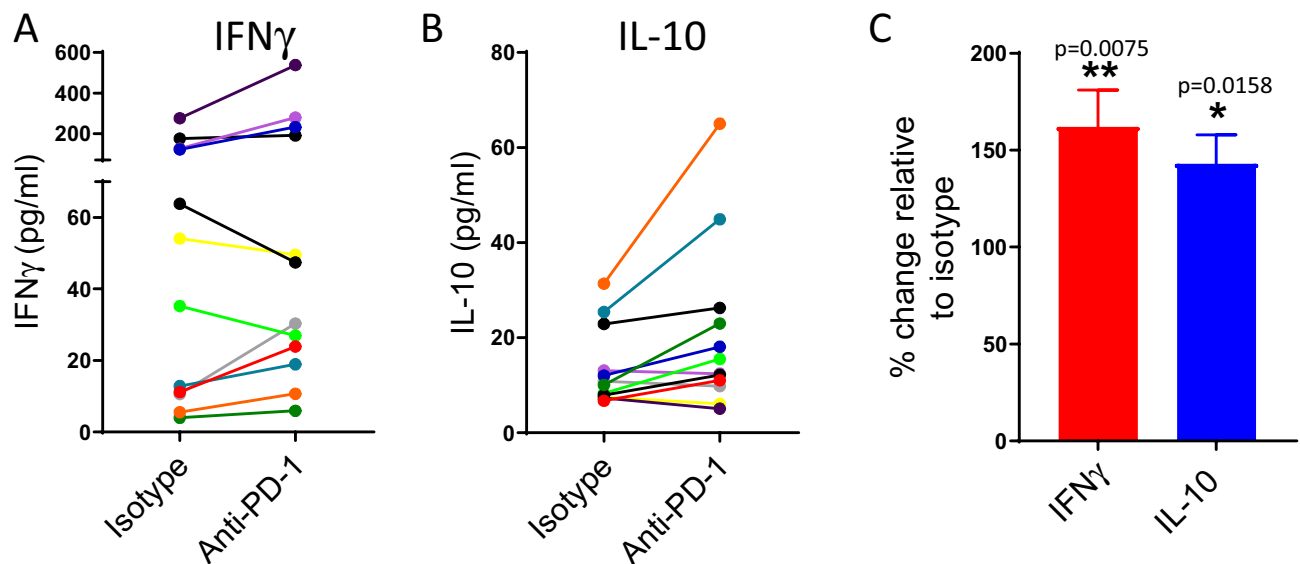 A
IFNγ
IFNγ (pg/ml)
600
400
200
60
40
20
0
Isotype
Anti-PD-1
B
IL-10
IL-10 (pg/ml)
80
60
40
20
0
Isotype
Anti-PD-1
C
% change relative
to isotype
200
150
100
50
0
p=0.0075
**
p=0.0158
*
IFNγ
IL-10